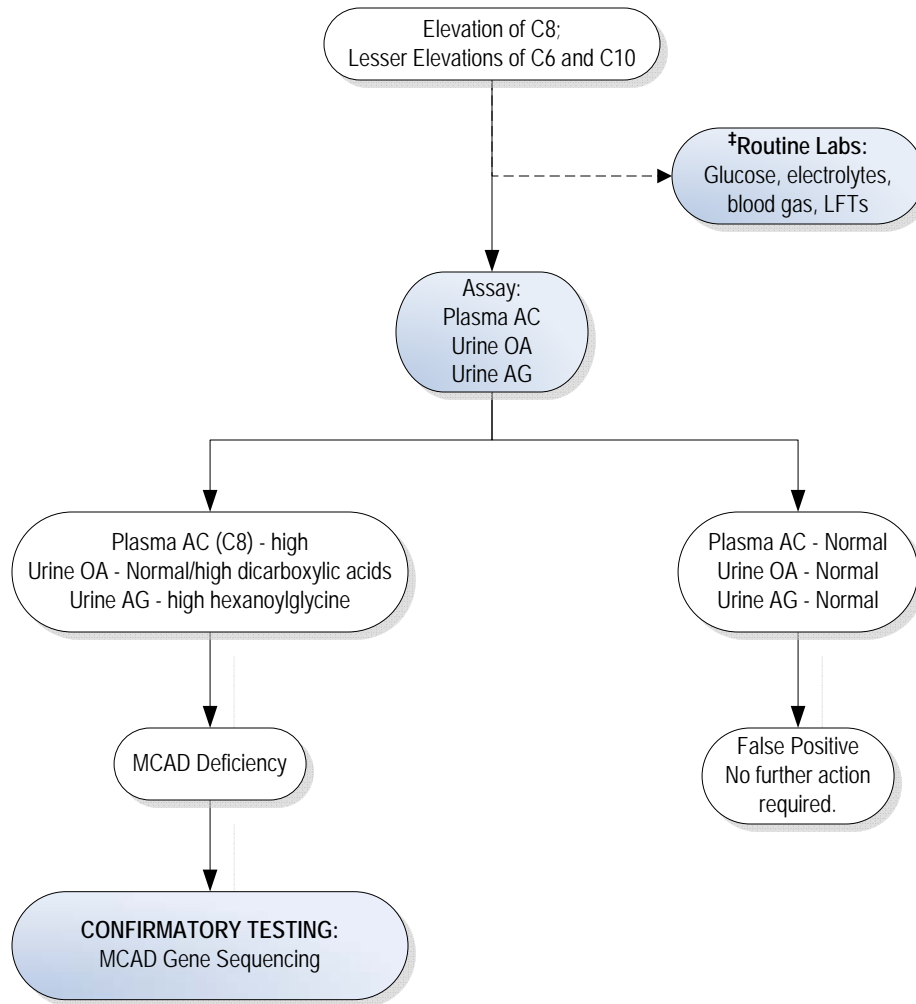 Elevation of C8;
Lesser Elevations of C6 and C10
‡Routine Labs:
Glucose, electrolytes,
blood gas, LFTs
Assay:
Plasma AC
Urine OA
Urine AG
Plasma AC (C8) - high
Urine OA - Normal/high dicarboxylic acids
Urine AG - high hexanoylglycine
Plasma AC - Normal
Urine OA - Normal
Urine AG - Normal
MCAD Deficiency
False Positive
No further action
required.
CONFIRMATORY TESTING:
MCAD Gene Sequencing